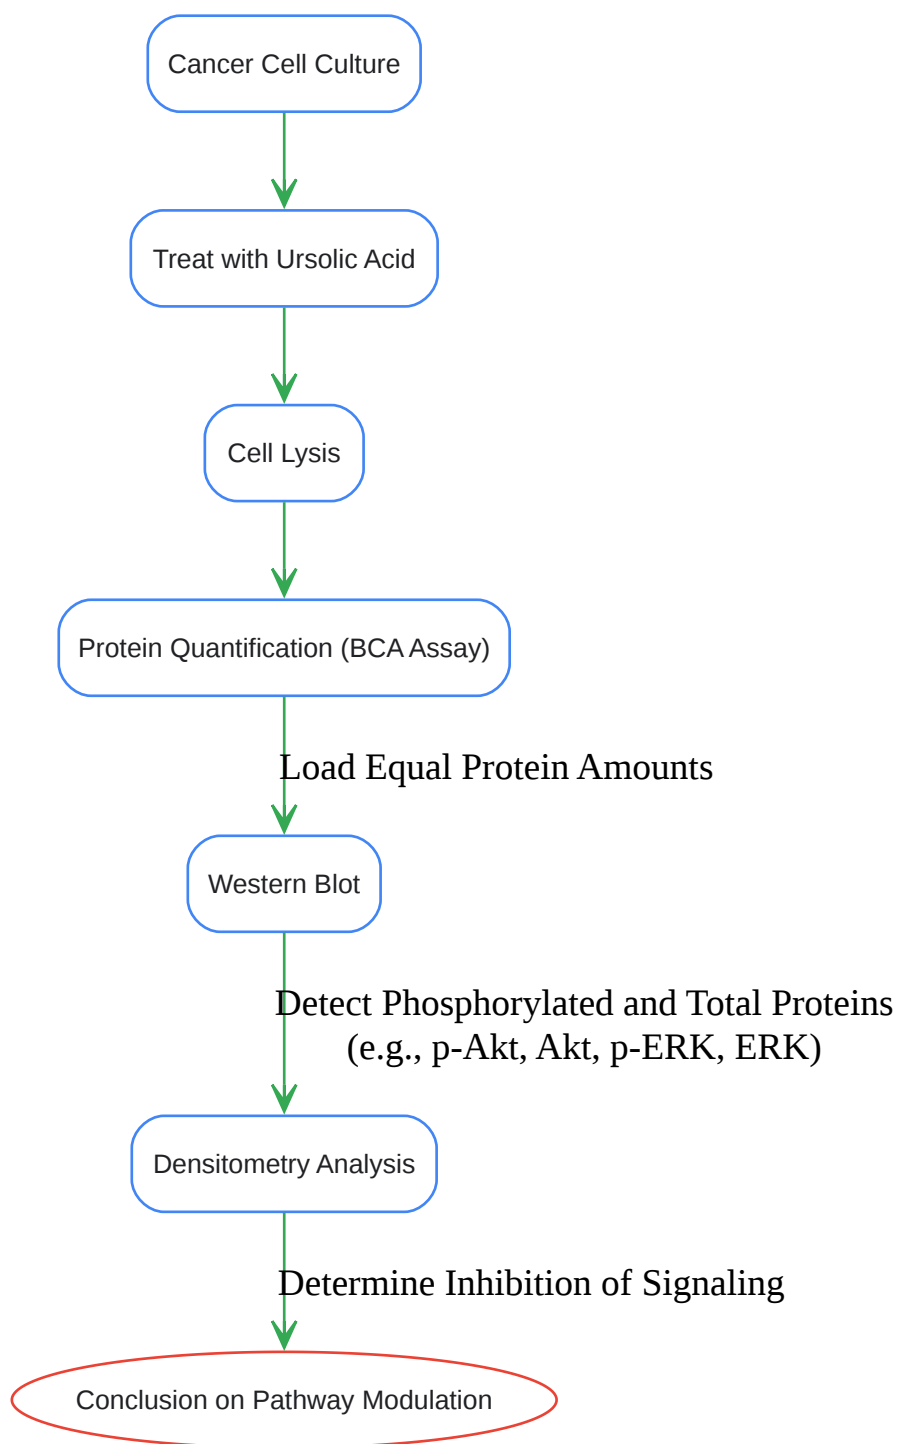 Cancer Cell Culture
Treat with Ursolic Acid
Cell Lysis
Protein Quantification (BCA Assay)
Load Equal Protein Amounts
Western Blot
Detect Phosphorylated and Total Proteins
(e.g., p-Akt, Akt, p-ERK, ERK)
Densitometry Analysis
Determine Inhibition of Signaling
Conclusion on Pathway Modulation